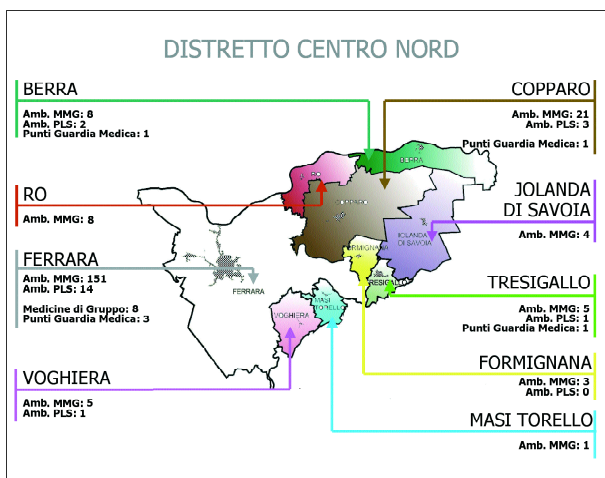 DISTRETTO CENTRO NORD
BERRA
Amb. MMG: 8
Amb. PLS: 2
Punti Guardia Medica: 1
COPPARO
Amb. MMG: 21
Amb. PLS: 3
Punti Guardia Medica: 1
RO
Amb. MMG: 8
JOLANDA
DI SAVOIA
Amb. MMG: 4
FERRARA
Amb. MMG: 151
Amb. PLS: 14
Medicine di Gruppo: 8
Punti Guardia Medica: 3
TRESIGALLO
Amb. MMG: 5
Amb. PLS: 1
Punti Guardia Medica: 1
VOGHIERA
Amb. MMG: 5
Amb. PLS: 1
FORMIGNANA
Amb. MMG: 3
Amb. PLS: 0
MASI TORELLO
Amb. MMG: 1
BERRA
RO
COPPARO
JOLANDA
DI SAVOIA
FORMIGNANA
TRESIGALLO
FERRARA
MASI
TORELLO
VOGHIERA